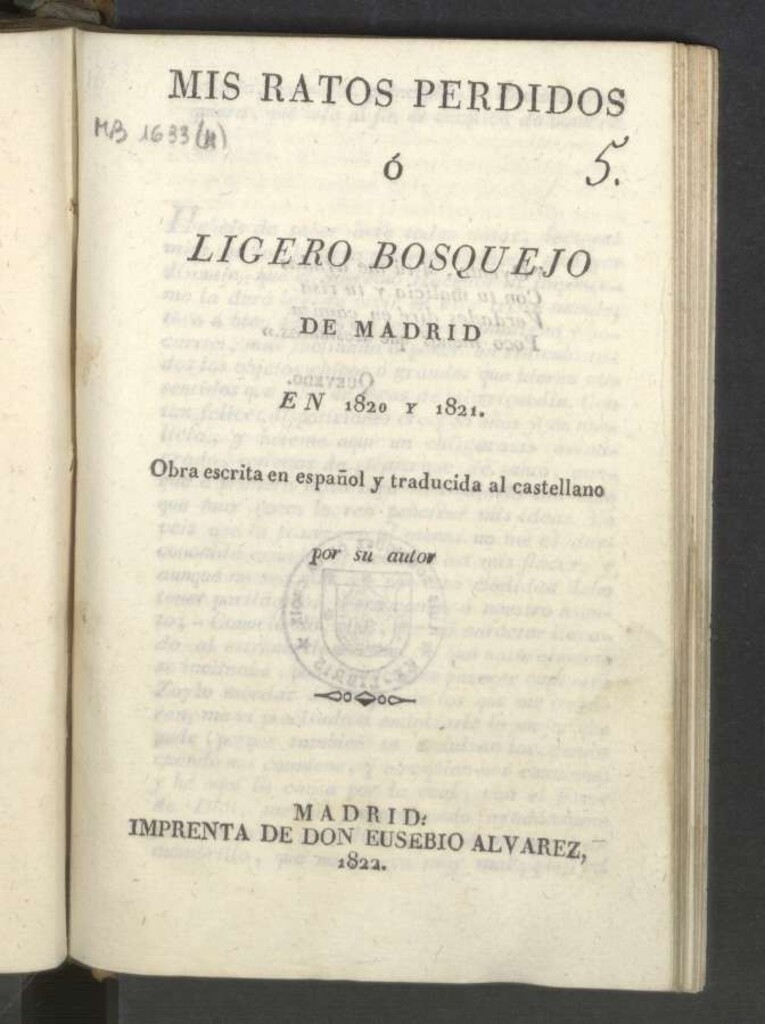 MIS RATOS PERDIDOS
MB 1633 (
Ó
5.
LIGERO BOSQUEJO
DE MADRID
EN 1820 Y 1821.
Obra escrita en español y traducida al castellano
por su autor
MADRID:
IMPRENTA DE DON EUSEBIO ALVAREZ,
1822.